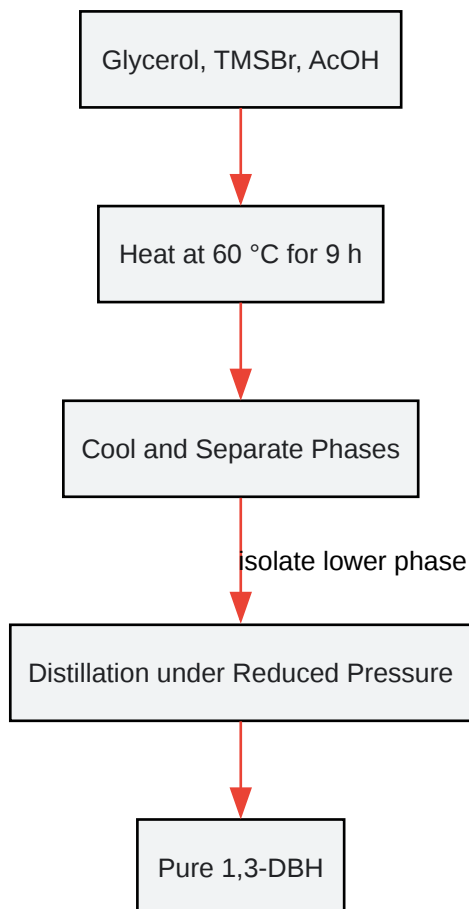 Glycerol, TMSBr, AcOH
Heat at 60 °C for 9 h
Cool and Separate Phases
isolate lower phase
Distillation under Reduced Pressure
Pure 1,3-DBH